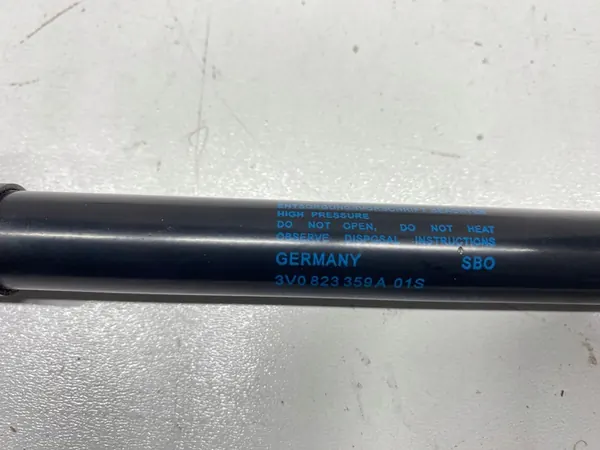 HIGH PRESSURE
DO NOT OPEN, DO NOT HEAT
OBSERVE DISPOSAL INSTRUCTIONS
GERMANY SBO
3V0 823 359 A 01S